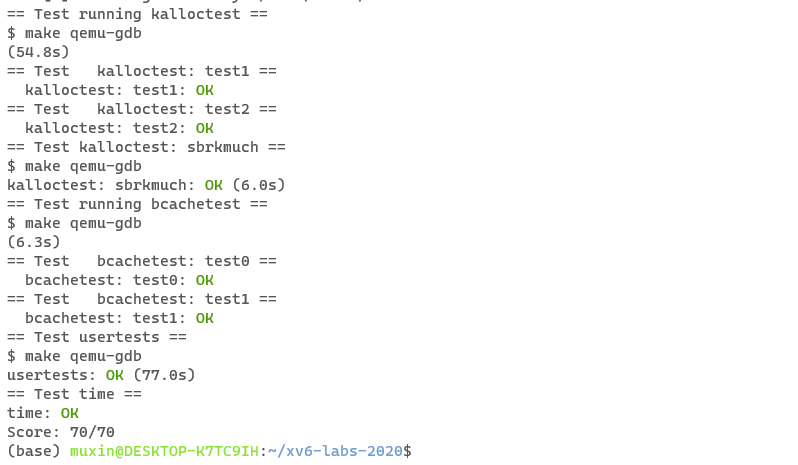 == Test running kalloctest ==
$ make qemu-gdb
(54.8s)
== Test   kalloctest: test1 ==
  kalloctest: test1: OK
== Test   kalloctest: test2 ==
  kalloctest: test2: OK
== Test kalloctest: sbrkmuch ==
$ make qemu-gdb
kalloctest: sbrkmuch: OK (6.0s)
== Test running bcachetest ==
$ make qemu-gdb
(6.3s)
== Test   bcachetest: test0 ==
  bcachetest: test0: OK
== Test   bcachetest: test1 ==
  bcachetest: test1: OK
== Test usertests ==
$ make qemu-gdb
usertests: OK (77.0s)
== Test time ==
time: OK
Score: 70/70
(base) muxin@DESKTOP-K7TC9IH:~/xv6-labs-2020$